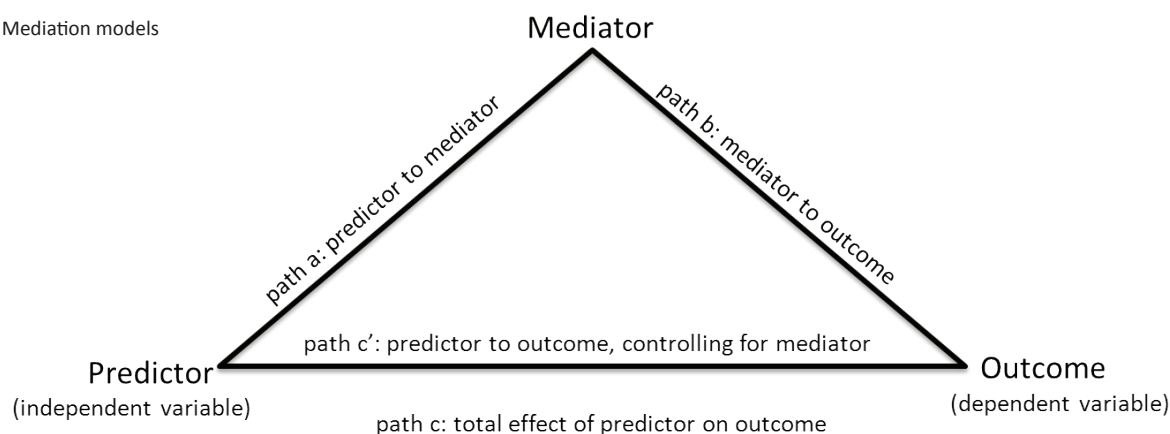 Mediation models
Mediator
path a: predictor to mediator
path b: mediator to outcome
path c’: predictor to outcome, controlling for mediator
Predictor
(independent variable)
Outcome
(dependent variable)
path c: total effect of predictor on outcome